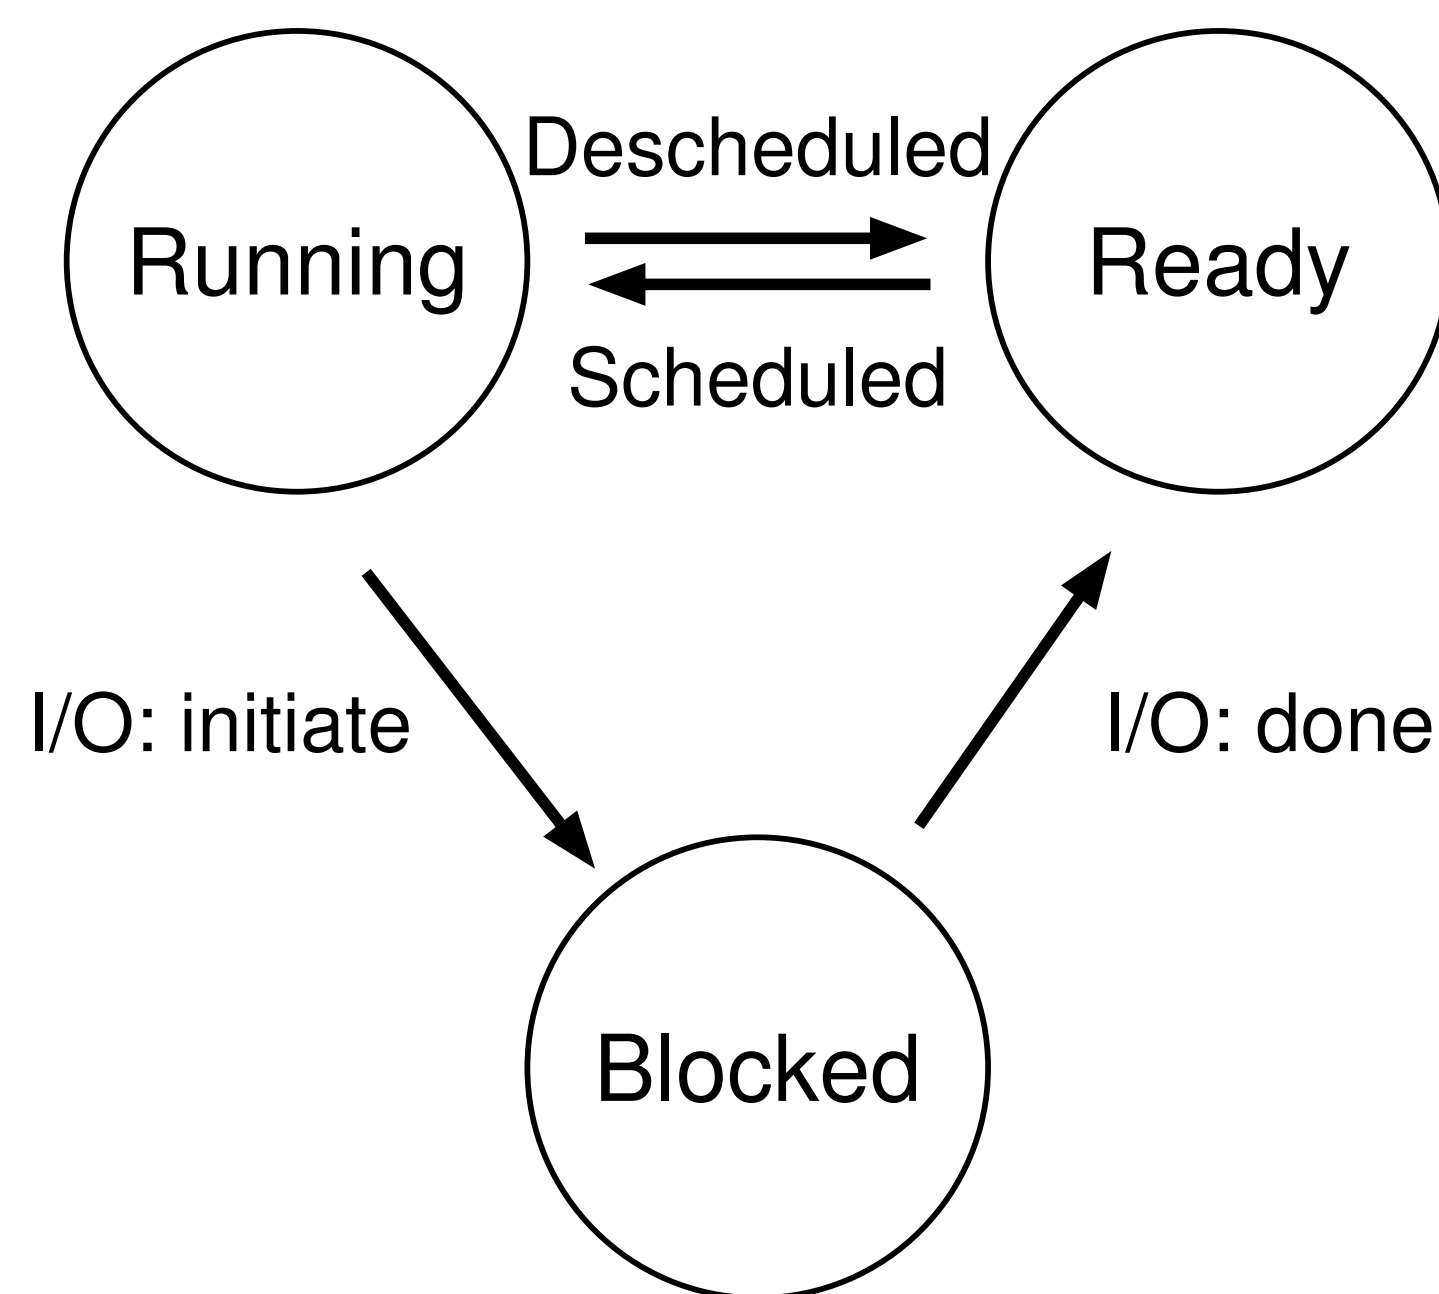 Descheduled
Running
Ready
Scheduled
I/O: initiate
I/O: done
Blocked